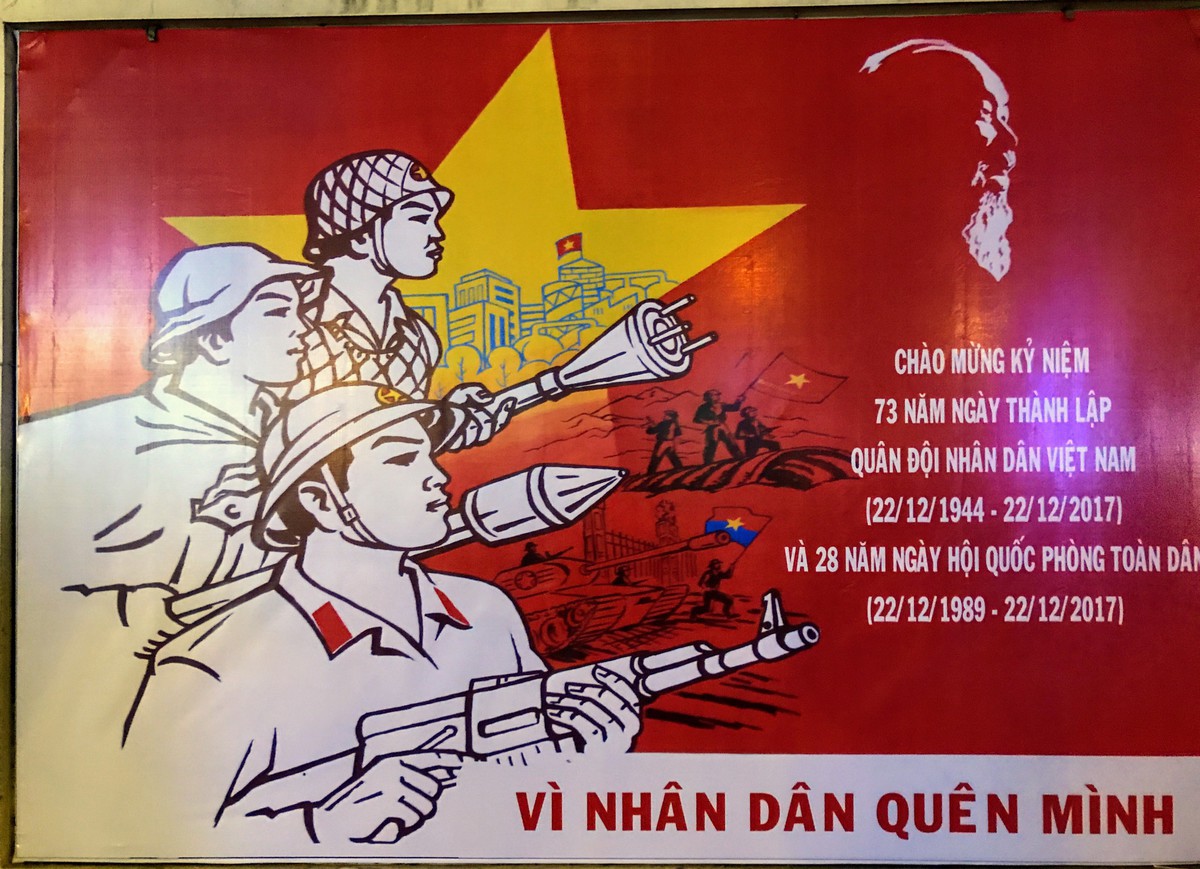 CHÀO MỪNG KỶ NIỆM
73 NĂM NGÀY THÀNH LẬP
QUÂN ĐỘI NHÂN DÂN VIỆT NAM
(22/12/1944 - 22/12/2017)
VÀ 28 NĂM NGÀY HỘI QUỐC PHÒNG TOÀN DÂN
(22/12/1989 - 22/12/2017)
VÌ NHÂN DÂN QUÊN MÌNH